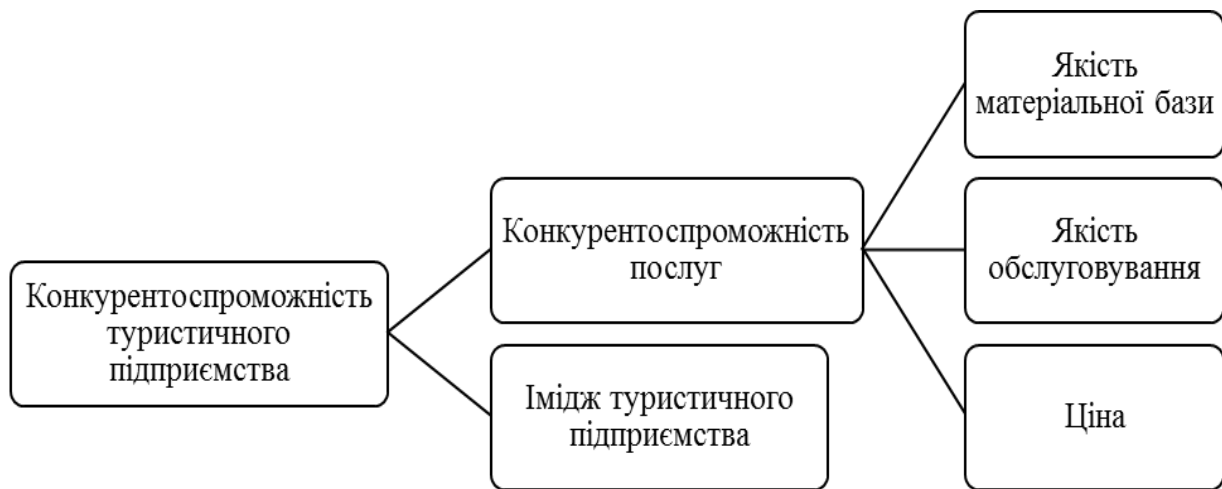 Конкурентоспроможність
туристичного
підприємства
Конкурентоспроможність
послуг
Імідж туристичного
підприємства
Якість
матеріальної бази
Якість
обслуговування
Ціна